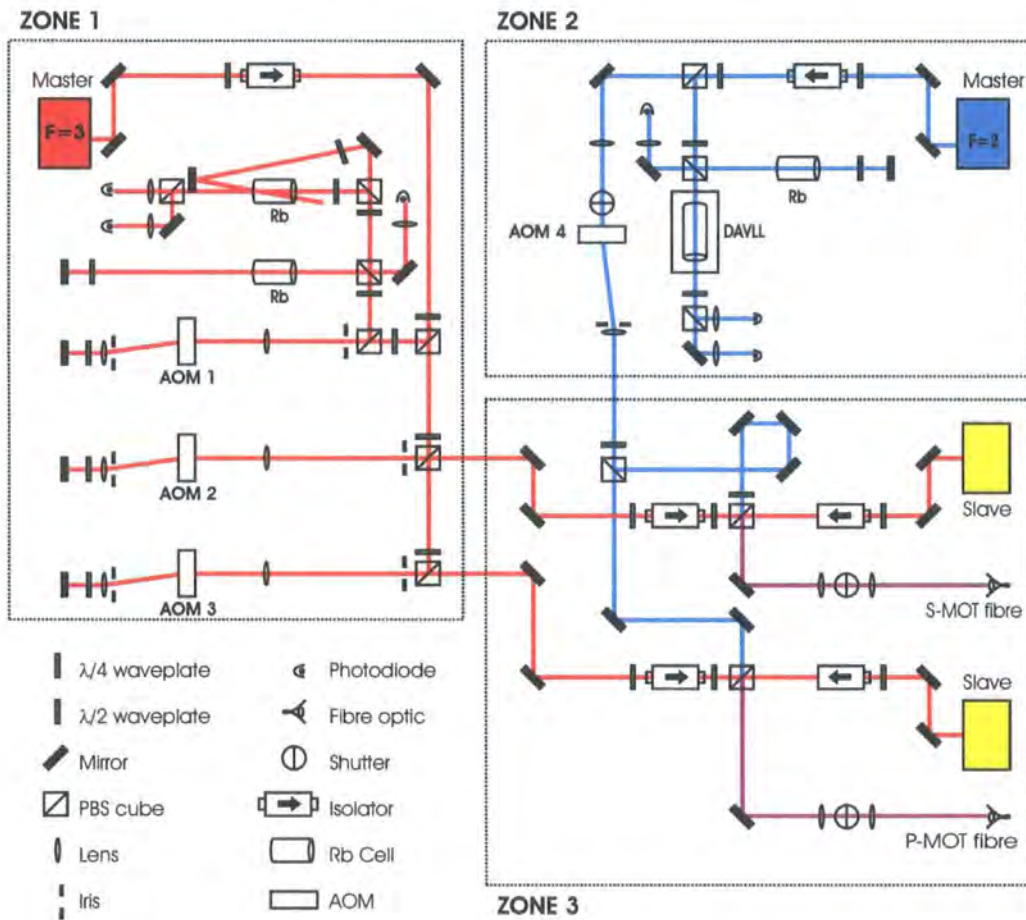 ZONE 1
Master
F=3
Rb
Rb
AOM 1
AOM 2
AOM 3
ZONE 2
Master
F=2
Rb
AOM 4
DAVLL
Slave
S-MOT fibre
Slave
P-MOT fibre
ZONE 3
λ/4 waveplate
λ/2 waveplate
Mirror
PBS cube
Lens
Iris
Photodiode
Fibre optic
Shutter
Isolator
Rb Cell
AOM